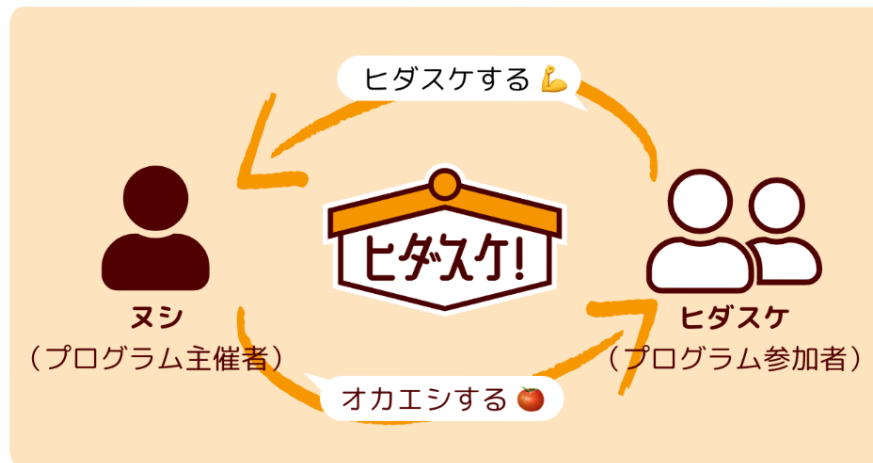 ヒダスケする💪
ヒダスケ!
ヌシ
(プログラム主催者)
ヒダスケ
(プログラム参加者)
オカエシする🍅